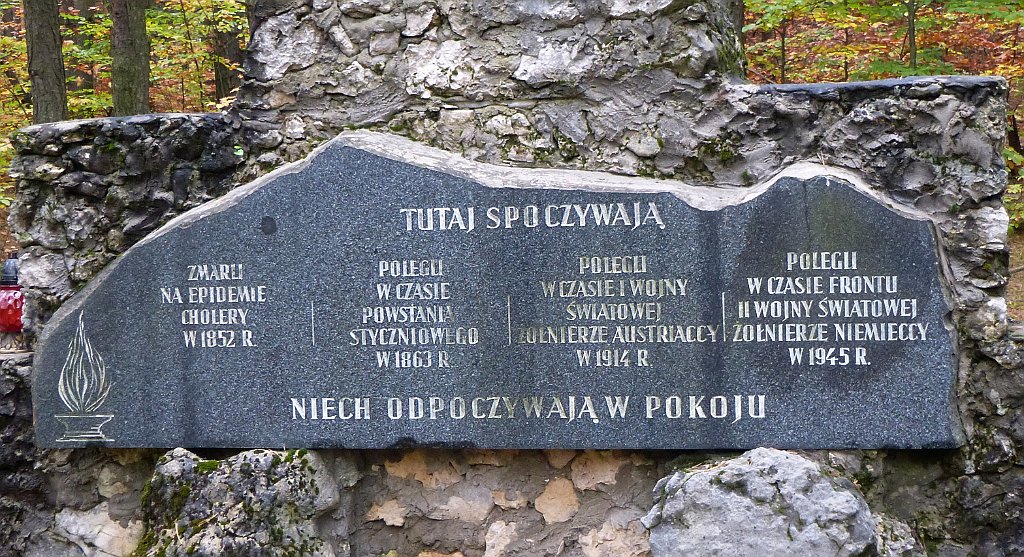 TUTAJ SPOCZYWAJĄ
ZMARLI
NA EPIDEMIE
CHOLERY
W 1852 R.
POLEGLI
W CZASIE
POWSTANIA
STYCZNIOWEGO
W 1863 R.
POLEGLI
W CZASIE I WOJNY
ŚWIATOWEJ
ŻOŁNIERZE AUSTRIACCY
W 1914 R.
POLEGLI
W CZASIE FRONTU
II WOJNY ŚWIATOWEJ
ŻOŁNIERZE NIEMIECCY
W 1945 R.
NIECH ODPOCZYWAJĄ W POKOJU